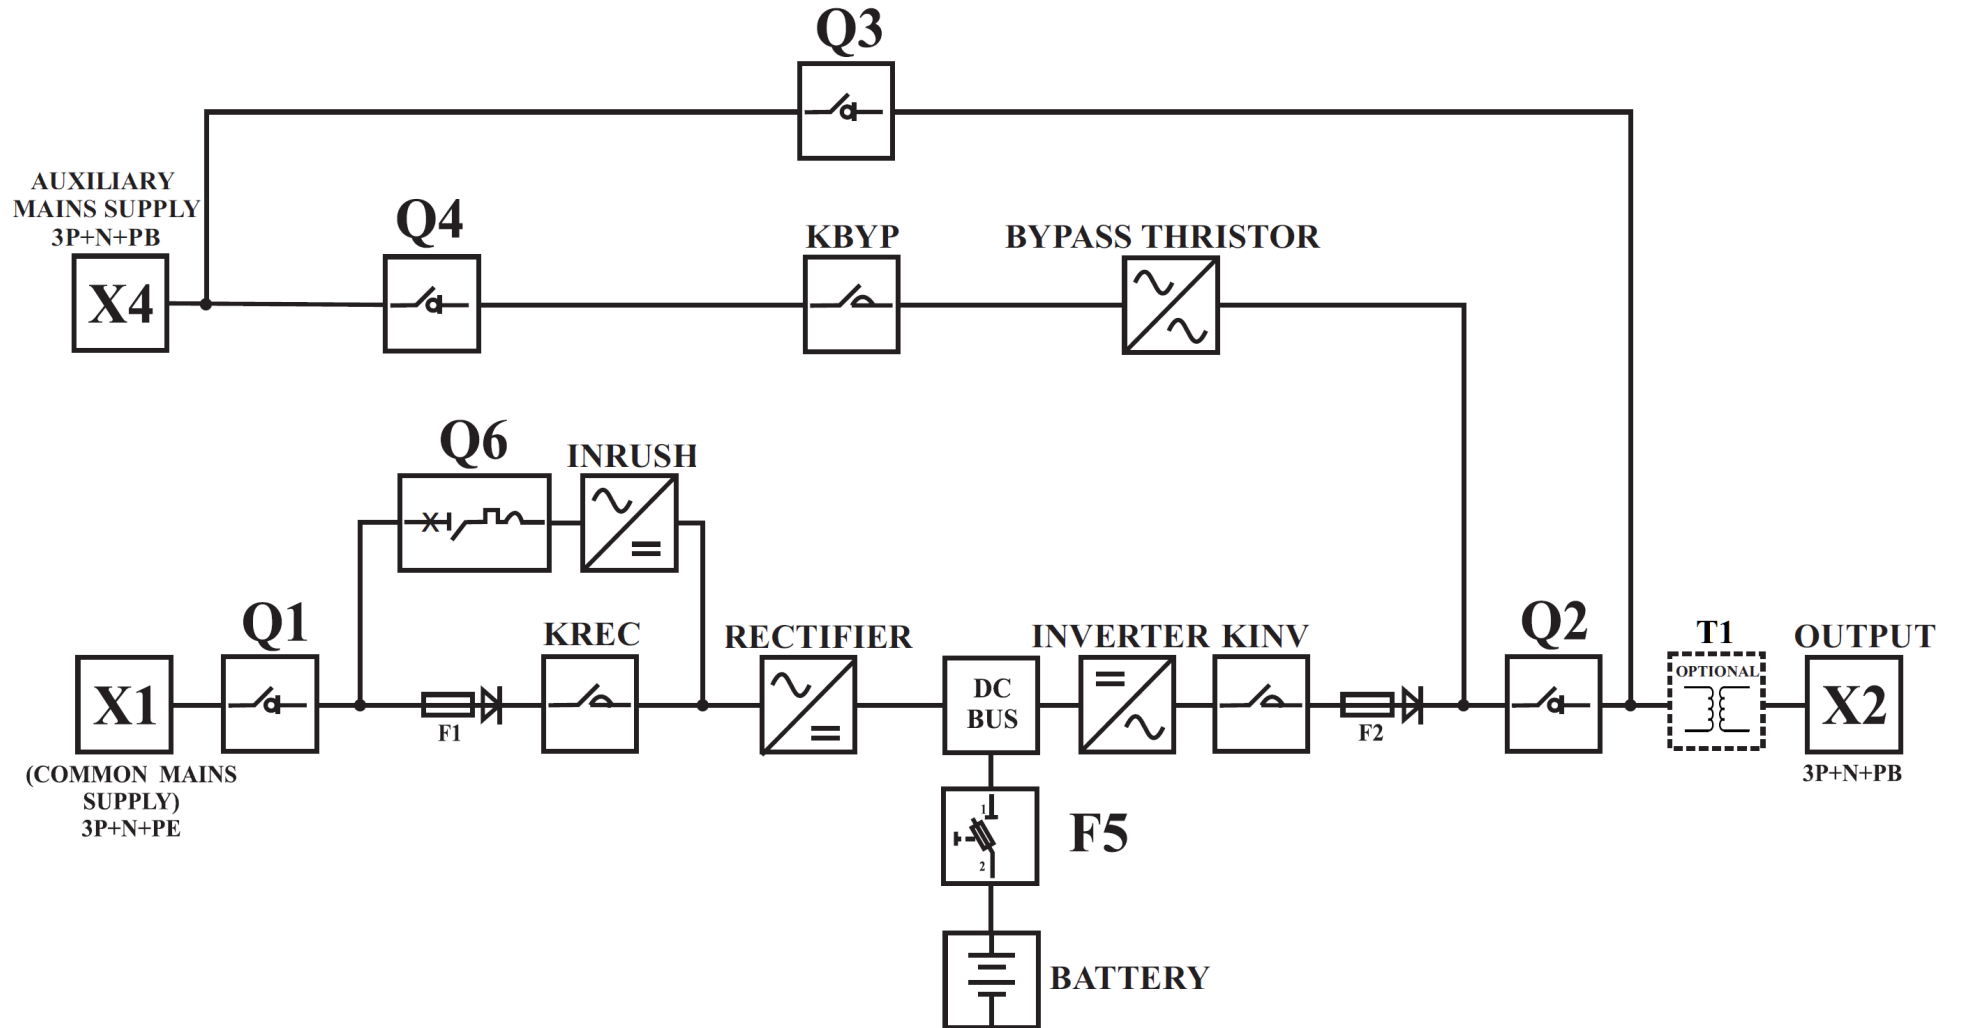 Q3
AUXILIARY
MAINS SUPPLY
3P+N+PB
X4
Q4
KBYP
BYPASS THRISTOR
Q6
INRUSH
X
Q1
KREC
RECTIFIER
INVERTER
KINV
Q2
T1
OUTPUT
X1
F1
DC
BUS
F2
OPTIONAL
X2
(COMMON MAINS
SUPPLY)
3P+N+PE
3P+N+PB
1
2
F5
BATTERY